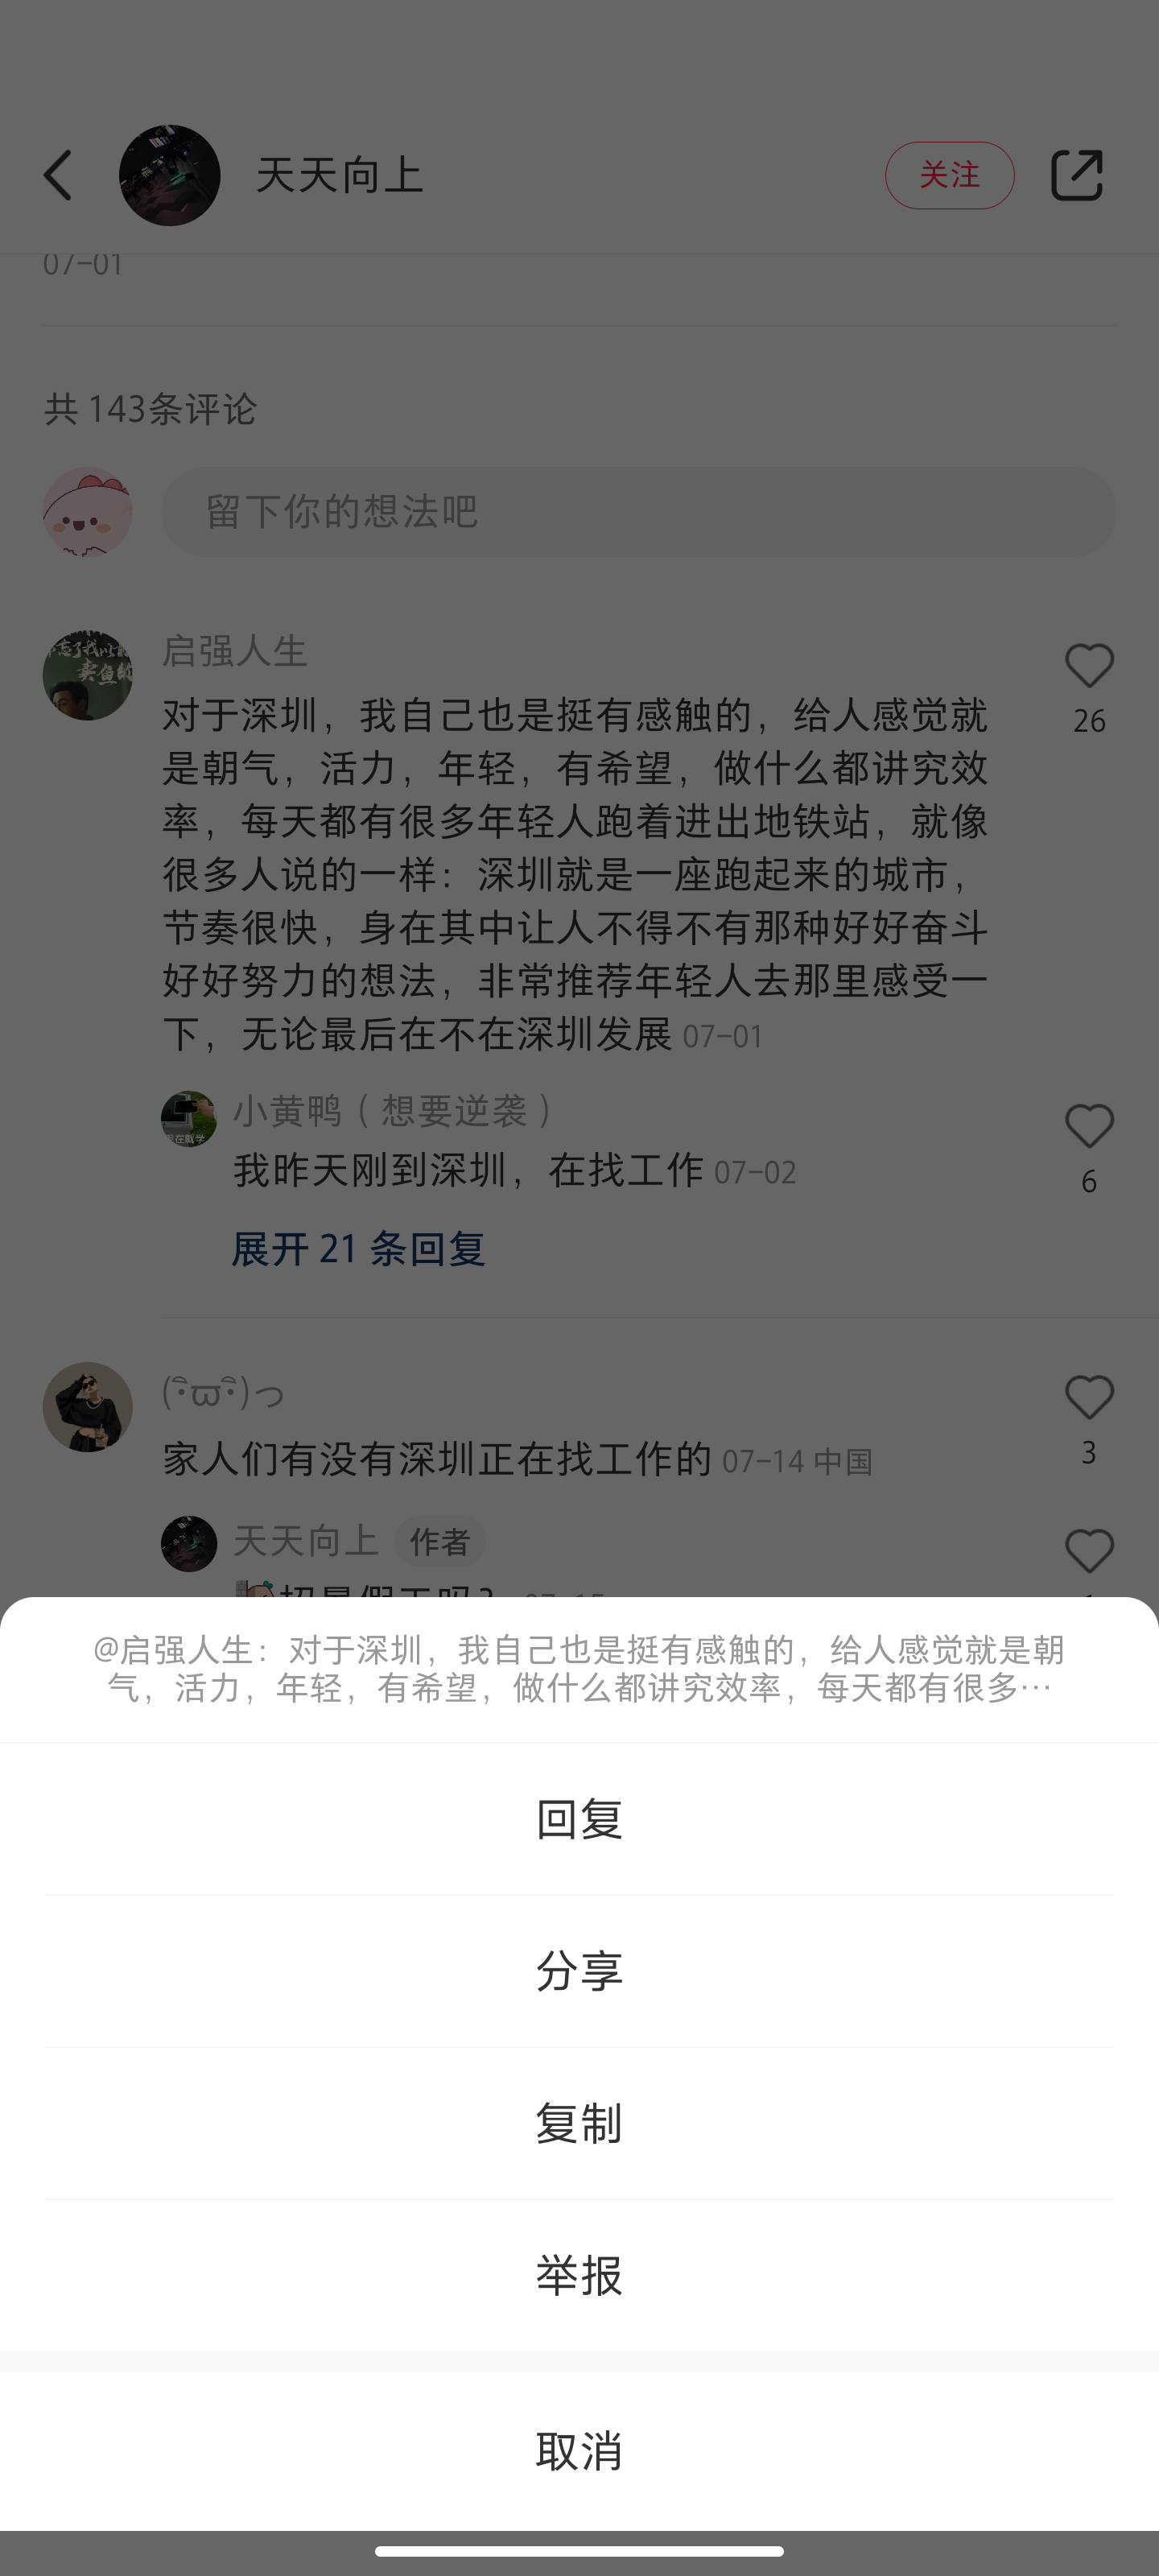 天天向上
关注
07-01
共 143条评论
留下你的想法吧
启强人生
对于深圳，我自己也是挺有感触的，给人感觉就
是朝气，活力，年轻，有希望，做什么都讲究效
率，每天都有很多年轻人跑着进出地铁站，就像
很多人说的一样：深圳就是一座跑起来的城市，
节奏很快，身在其中让人不得不有那种好好奋斗
好好努力的想法，非常推荐年轻人去那里感受一
下，无论最后在不在深圳发展 07-01
26
小黄鸭（想要逆袭）
我昨天刚到深圳，在找工作 07-02
6
展开 21 条回复
家人们有没有深圳正在找工作的 07-14 中国
3
天天向上 作者
招暑假工吗？ 07-15
@启强人生：对于深圳，我自己也是挺有感触的，给人感觉就是朝
气，活力，年轻，有希望，做什么都讲究效率，每天都有很多…
回复
分享
复制
举报
取消